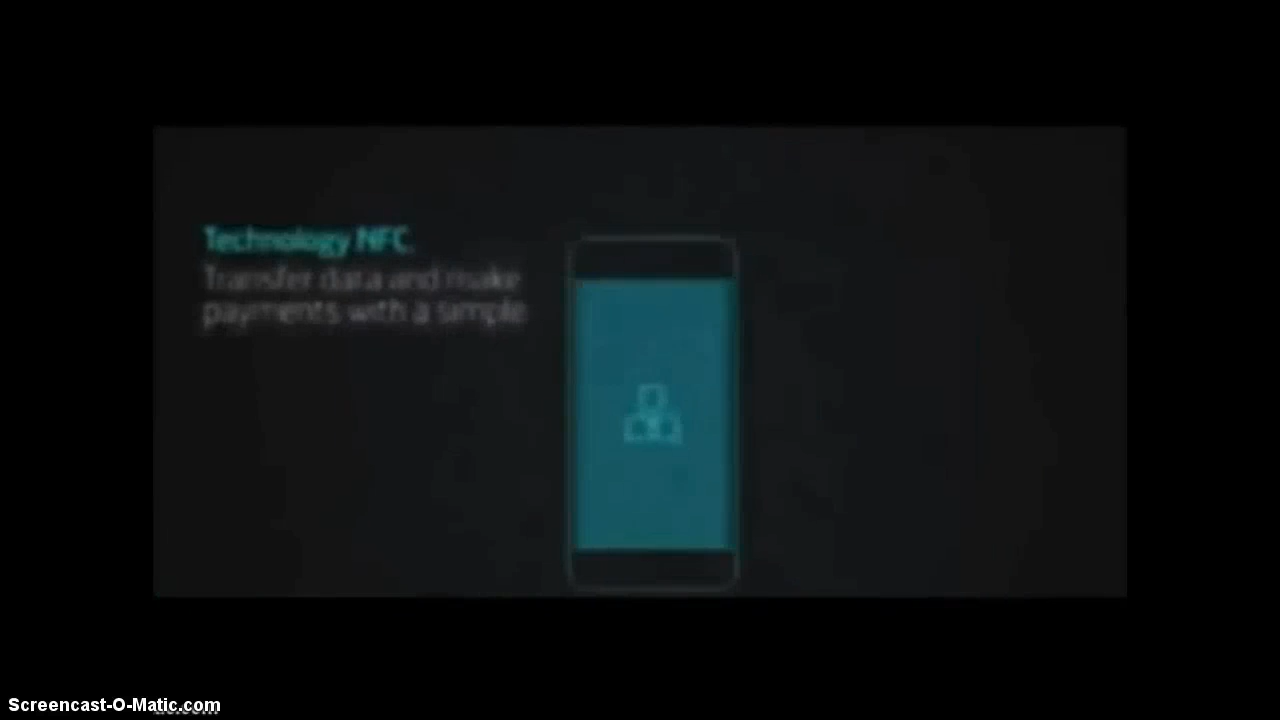 Technology NFC
Transfer data and make
payments with a simple
Screencast-O-Matic.com